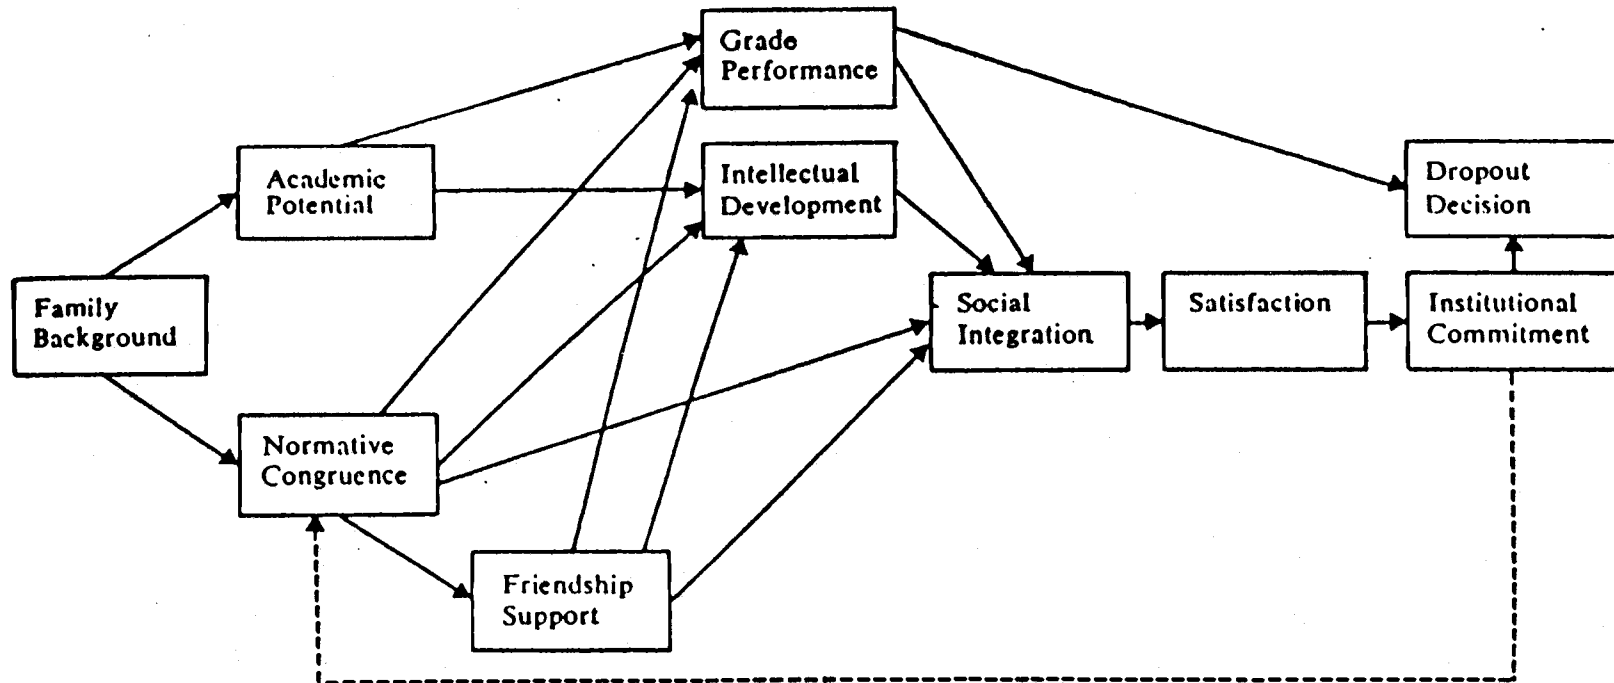 Grade
Performance
Academic
Potential
Intellectual
Development
Dropout
Decision
Family
Background
Social
Integration
Satisfaction
Institutional
Commitment
Normative
Congruence
Friendship
Support